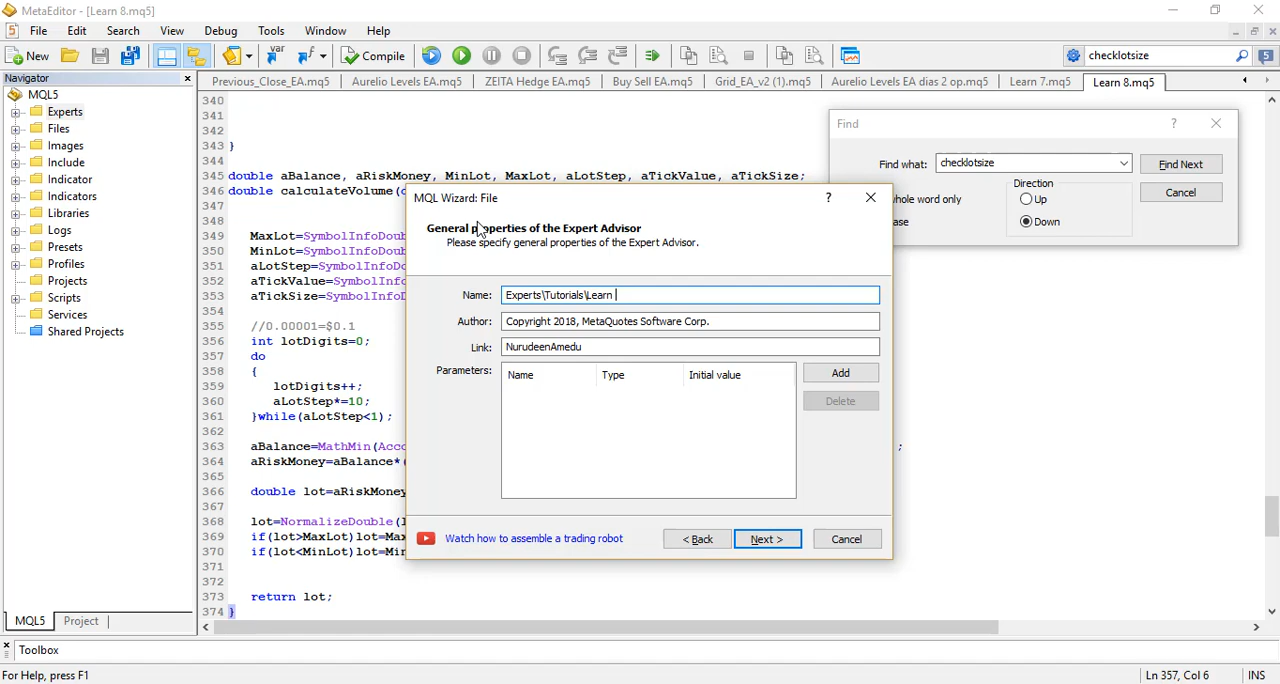 MetaEditor - [Learn 8.mq5]
File Edit Search View Debug Tools Window Help
New Compile checklotsize 5
Navigator
Previous_Close_EA.mq5 Aurelio Levels EA.mq5 ZEITA Hedge EA.mq5 Buy Sell EA.mq5 Grid_EA_v2 (1).mq5 Aurelio Levels EA dias 2 op.mq5 Learn 7.mq5 Learn 8.mq5
MQL5
Experts
Files
Images
Include
Indicator
Indicators
Libraries
Logs
Presets
Profiles
Projects
Scripts
Services
Shared Projects
MQL5 Project
340
341
342
343 }
344
345 double aBalance, aRiskMoney, MinLot, MaxLot, aLotStep, aTickValue, aTickSize;
346 double calculateVolume(
347
348
349 MaxLot=SymbolInfoDoub
350 MinLot=SymbolInfoDoub
351 aLotStep=SymbolInfoD
352 aTickValue=SymbolInf
353 aTickSize=SymbolInfoD
354
355 //0.00001=$0.1
356 int lotDigits=0;
357 do
358 {
359 lotDigits++;
360 aLotStep*=10;
361 }while(aLotStep<1);
362
363 aBalance=MathMin(Acco ;
364 aRiskMoney=aBalance*(
365
366 double lot=aRiskMoney
367
368 lot=NormalizeDouble(
369 if(lot>MaxLot)lot=Max
370 if(lot<MinLot)lot=Min
371
372
373 return lot;
374 }
Find ?
Find what: checklotsize Find Next
hole word only Direction Cancel
ase Up
Down
MQL Wizard: File ?
General properties of the Expert Advisor
Please specify general properties of the Expert Advisor.
Name: Experts\Tutorials\Learn
Author: Copyright 2018, MetaQuotes Software Corp.
Link: NurudeenAmedu
Parameters: Name Type Initial value Add
Delete
Watch how to assemble a trading robot < Back Next > Cancel
Toolbox
For Help, press F1 Ln 357, Col 6 INS